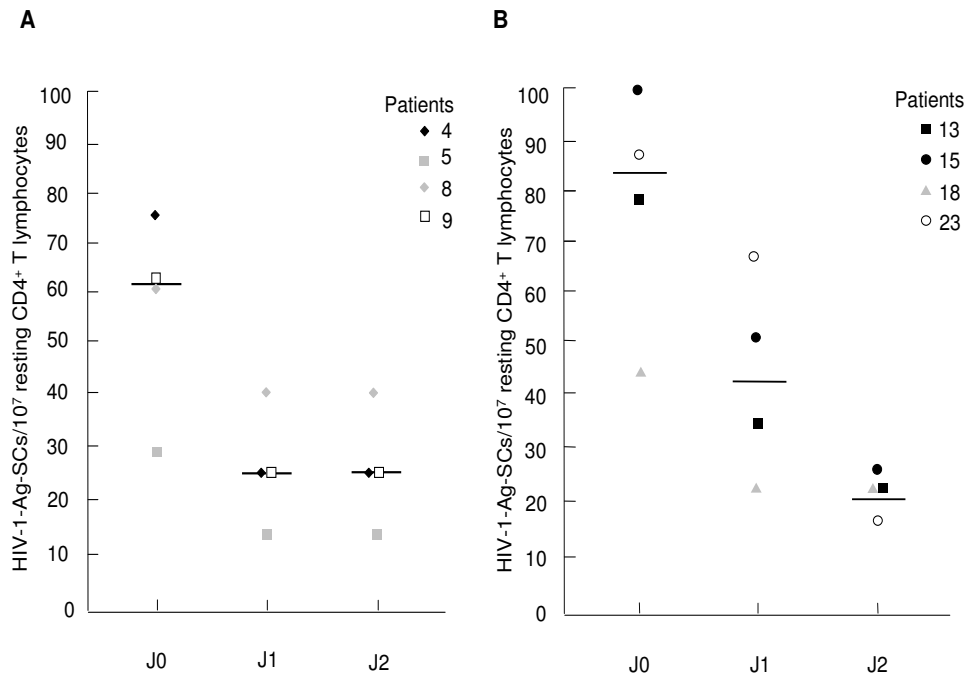 A
HIV-1-Ag-SCs/10⁷ resting CD4⁺ T lymphocytes
100
90
80
70
60
50
40
30
20
10
0
J0
J1
J2
Patients
4
5
8
9
B
HIV-1-Ag-SCs/10⁷ resting CD4⁺ T lymphocytes
100
90
80
70
60
50
40
30
20
10
0
J0
J1
J2
Patients
13
15
18
23